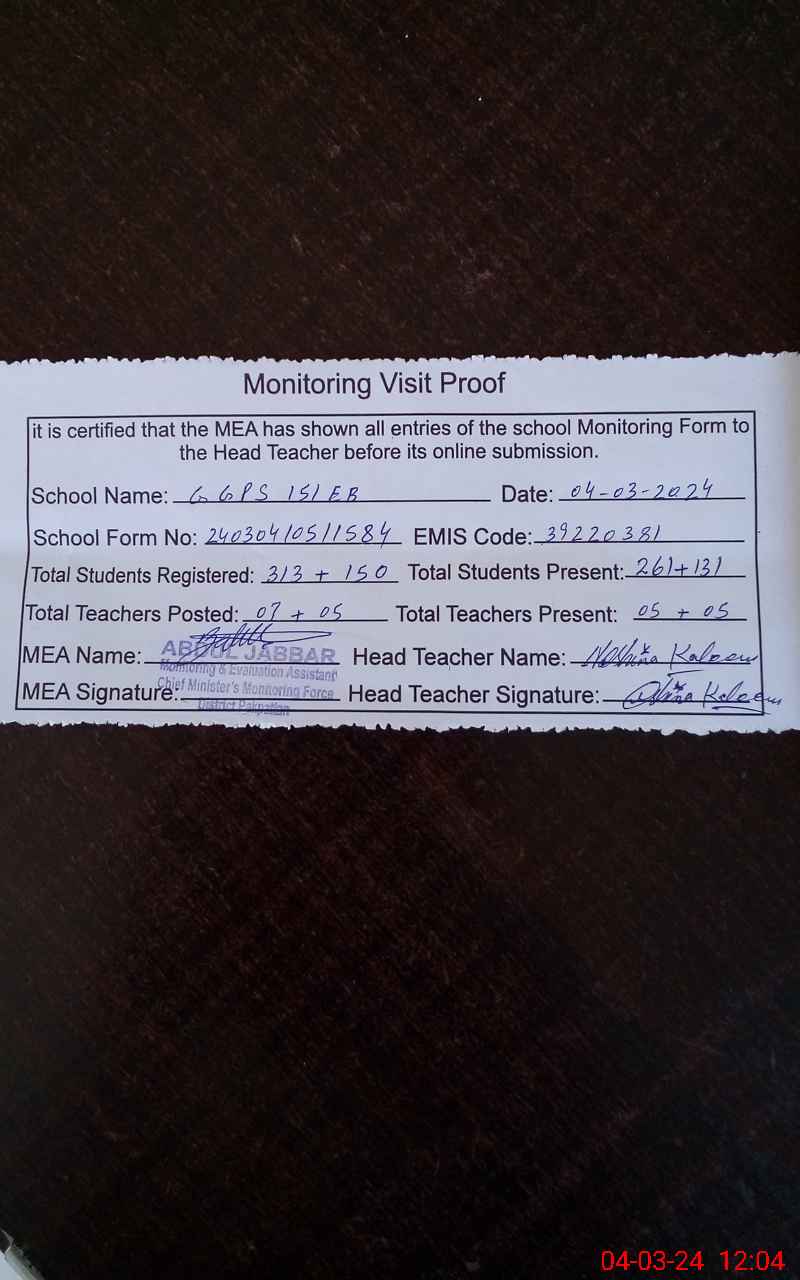 Monitoring Visit Proof
it is certified that the MEA has shown all entries of the school Monitoring Form to
the Head Teacher before its online submission.
School Name: GGPS 151 EB Date: 04-03-2024
School Form No: 24030410511584 EMIS Code: 39220381
Total Students Registered: 313 + 150 Total Students Present: 261+131
Total Teachers Posted: 07 + 05 Total Teachers Present: 05 + 05
MEA Name: ABDUL JABBAR Head Teacher Name: Kaleem
Monitoring & Evaluation Assistant
Chief Minister's Monitoring Force
MEA Signature: Head Teacher Signature: Kaleem
District Pakpattan
04-03-24 12:04